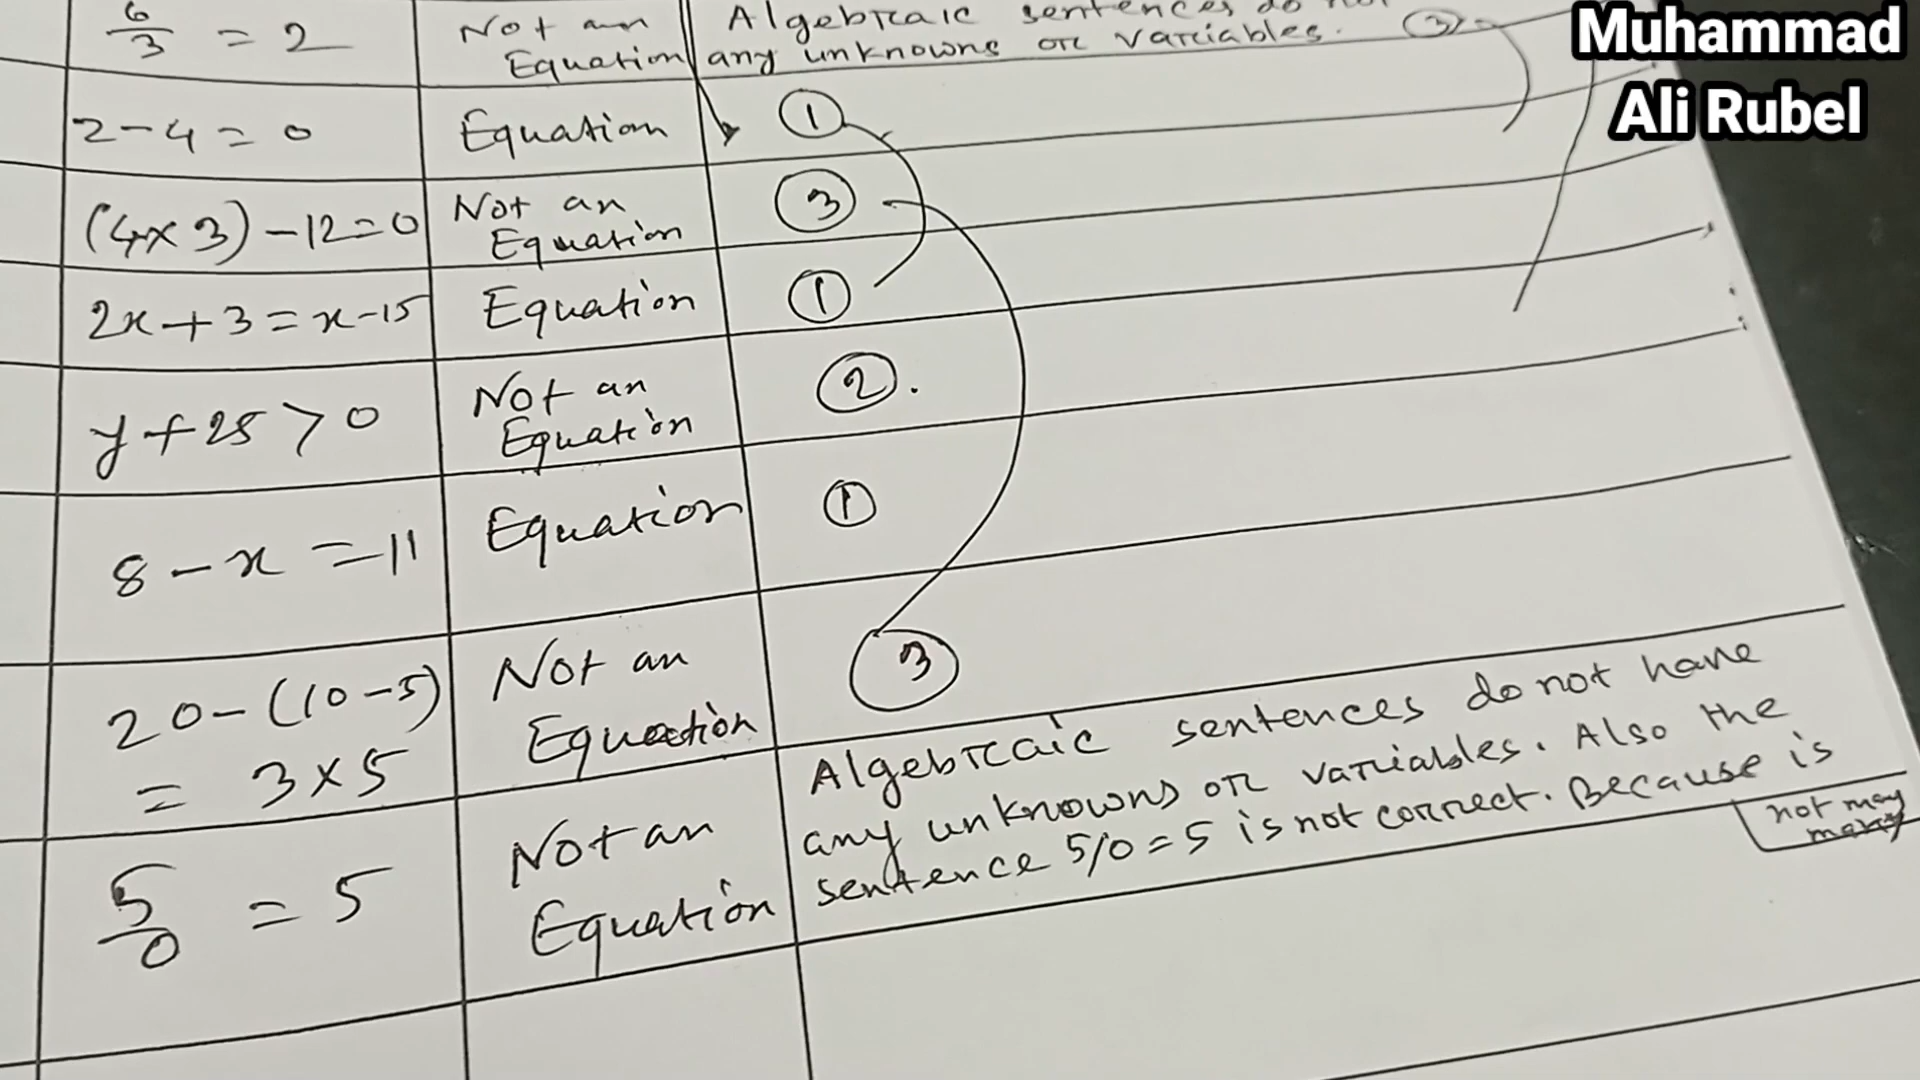 Muhammad
Ali Rubel
6/3 = 2
Not an
Equation
Algebraic sentences do
any unknowns or variables. (3)
2-4=0
Equation
1
(4x3)-12=0
Not an
Equation
3
2x+3=x-15
Equation
1
y+25>0
Not an
Equation
2.
8-x=-11
Equation
1
20-(10-5)
= 3x5
Not an
Equation
3
5/0 = 5
Not an
Equation
Algebraic sentences do not have
any unknowns or variables. Also the
sentence 5/0=5 is not correct. Because is
not may